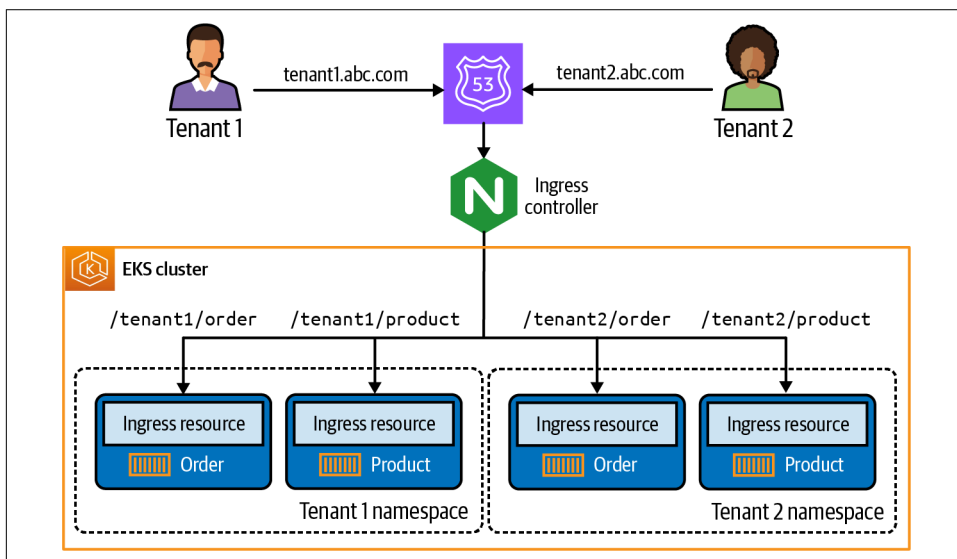 tenant1.abc.com
53
tenant2.abc.com
Tenant 1
Tenant 2
N
Ingress
controller
K
EKS cluster
/tenant1/order
/tenant1/product
/tenant2/order
/tenant2/product
Ingress resource
Order
Ingress resource
Product
Ingress resource
Order
Ingress resource
Product
Tenant 1 namespace
Tenant 2 namespace